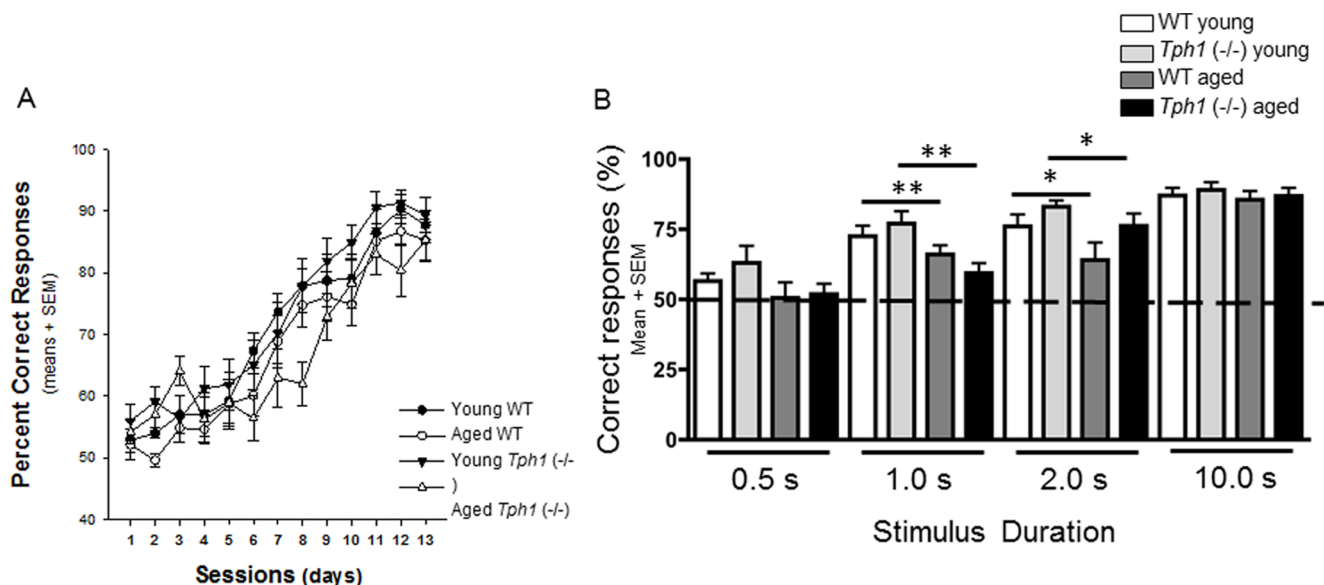 A
Percent Correct Responses
(means + SEM)
100
90
80
70
60
50
40
1 2 3 4 5 6 7 8 9 10 11 12 13
Sessions (days)
Young WT
Aged WT
Young Tph1 (-/-
)
Aged Tph1 (-/-)
B
WT young
Tph1 (-/-) young
WT aged
Tph1 (-/-) aged
Correct responses (%)
Mean + SEM
100
75
50
25
0
** ** * *
0.5 s 1.0 s 2.0 s 10.0 s
Stimulus Duration